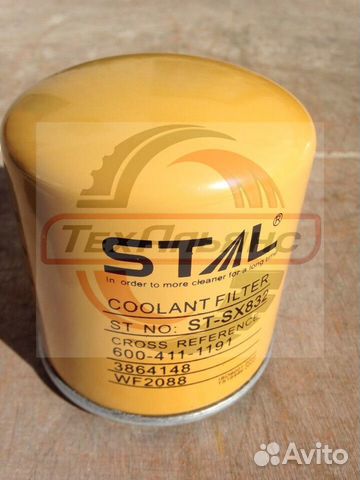 STAL®
ТехАльянс
In order to more cleaner for a long time
COOLANT FILTER
ST NO: ST-SX832
CROSS REFERENCE
600-411-1191
3864148
WF2088
Avito